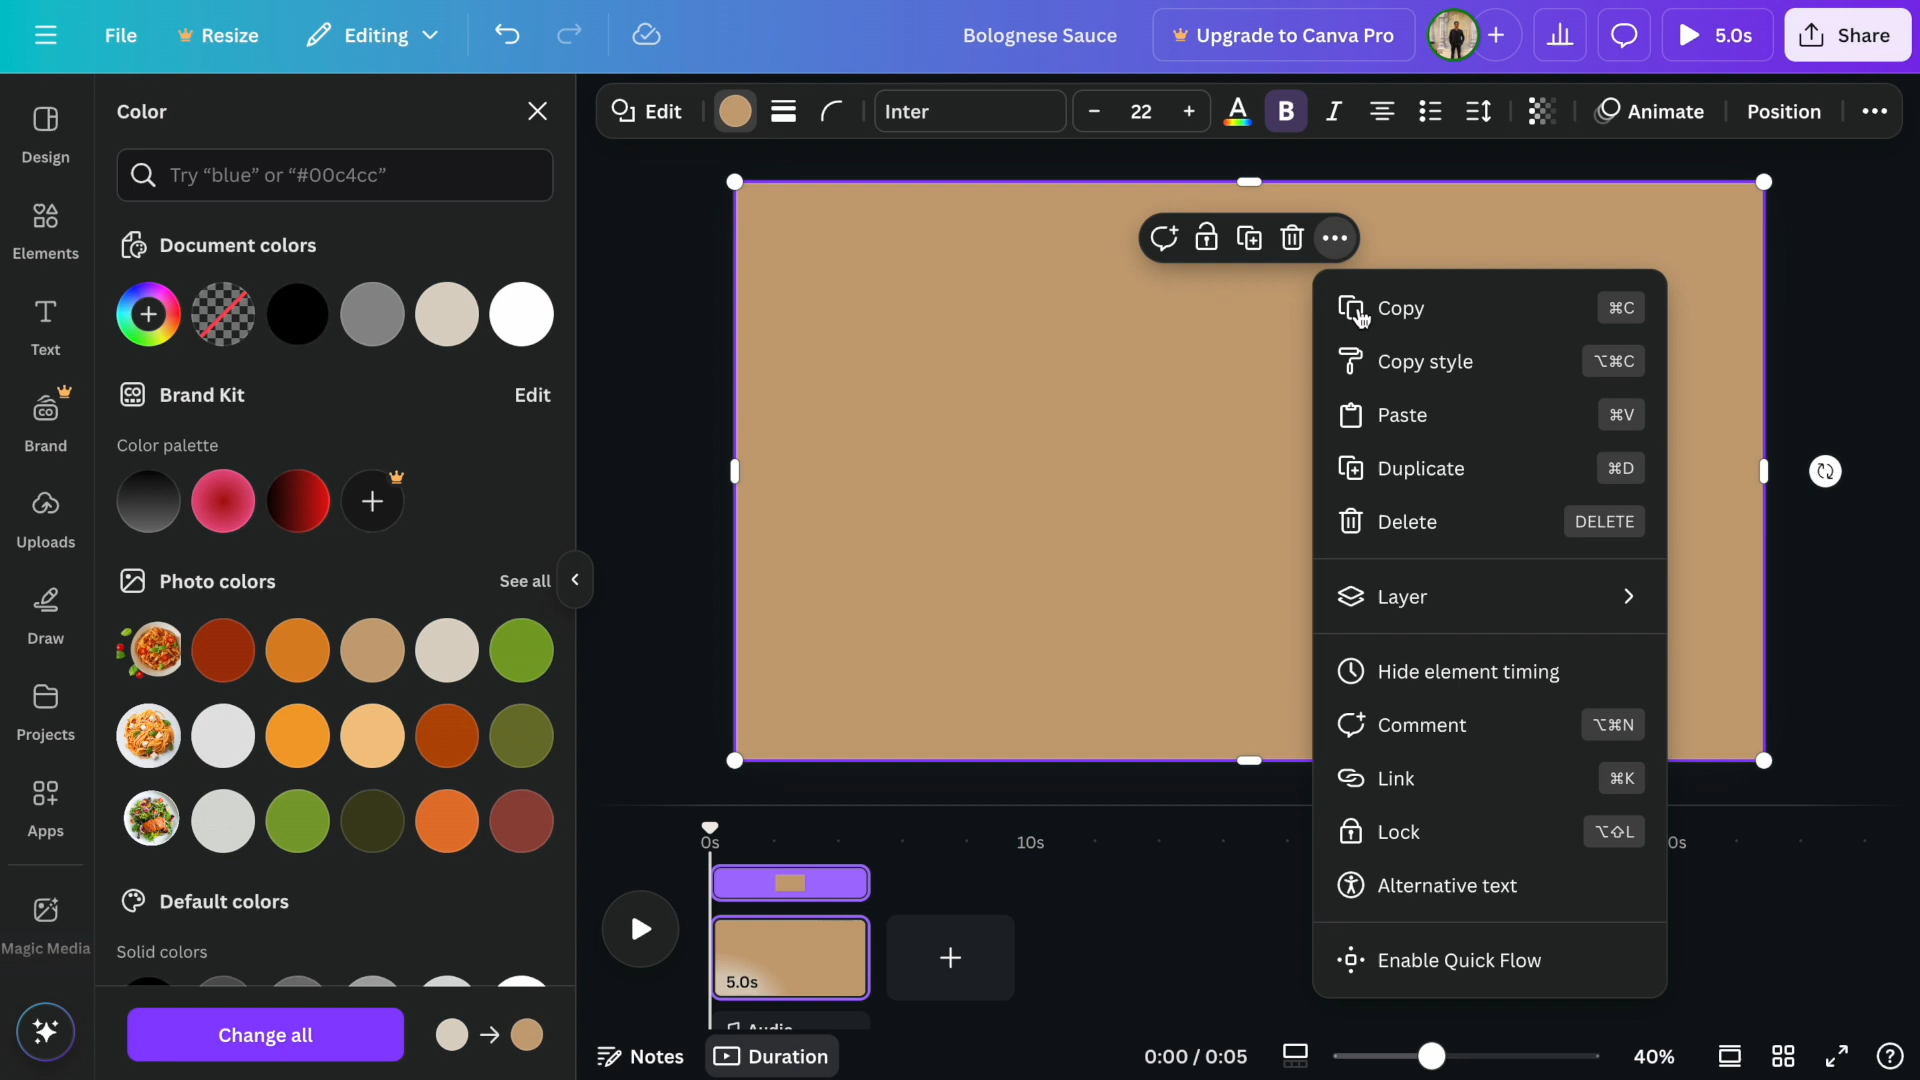 File
Resize
Editing
Bolognese Sauce
Upgrade to Canva Pro
5.0s
Share
Design
Elements
Text
Brand
Uploads
Draw
Projects
Apps
Magic Media
Color
Try “blue” or “#00c4cc”
Document colors
Brand Kit
Edit
Color palette
Photo colors
See all
Default colors
Solid colors
Change all
Edit
Inter
– 22 +
A
B
I
Animate
Position
Copy ⌘C
Copy style ⌥⌘C
Paste ⌘V
Duplicate ⌘D
Delete DELETE
Layer
Hide element timing
Comment ⌥⌘N
Link ⌘K
Lock ⌥⇧L
Alternative text
Enable Quick Flow
0s
10s
0s
5.0s
Audio
Notes
Duration
0:00 / 0:05
40%